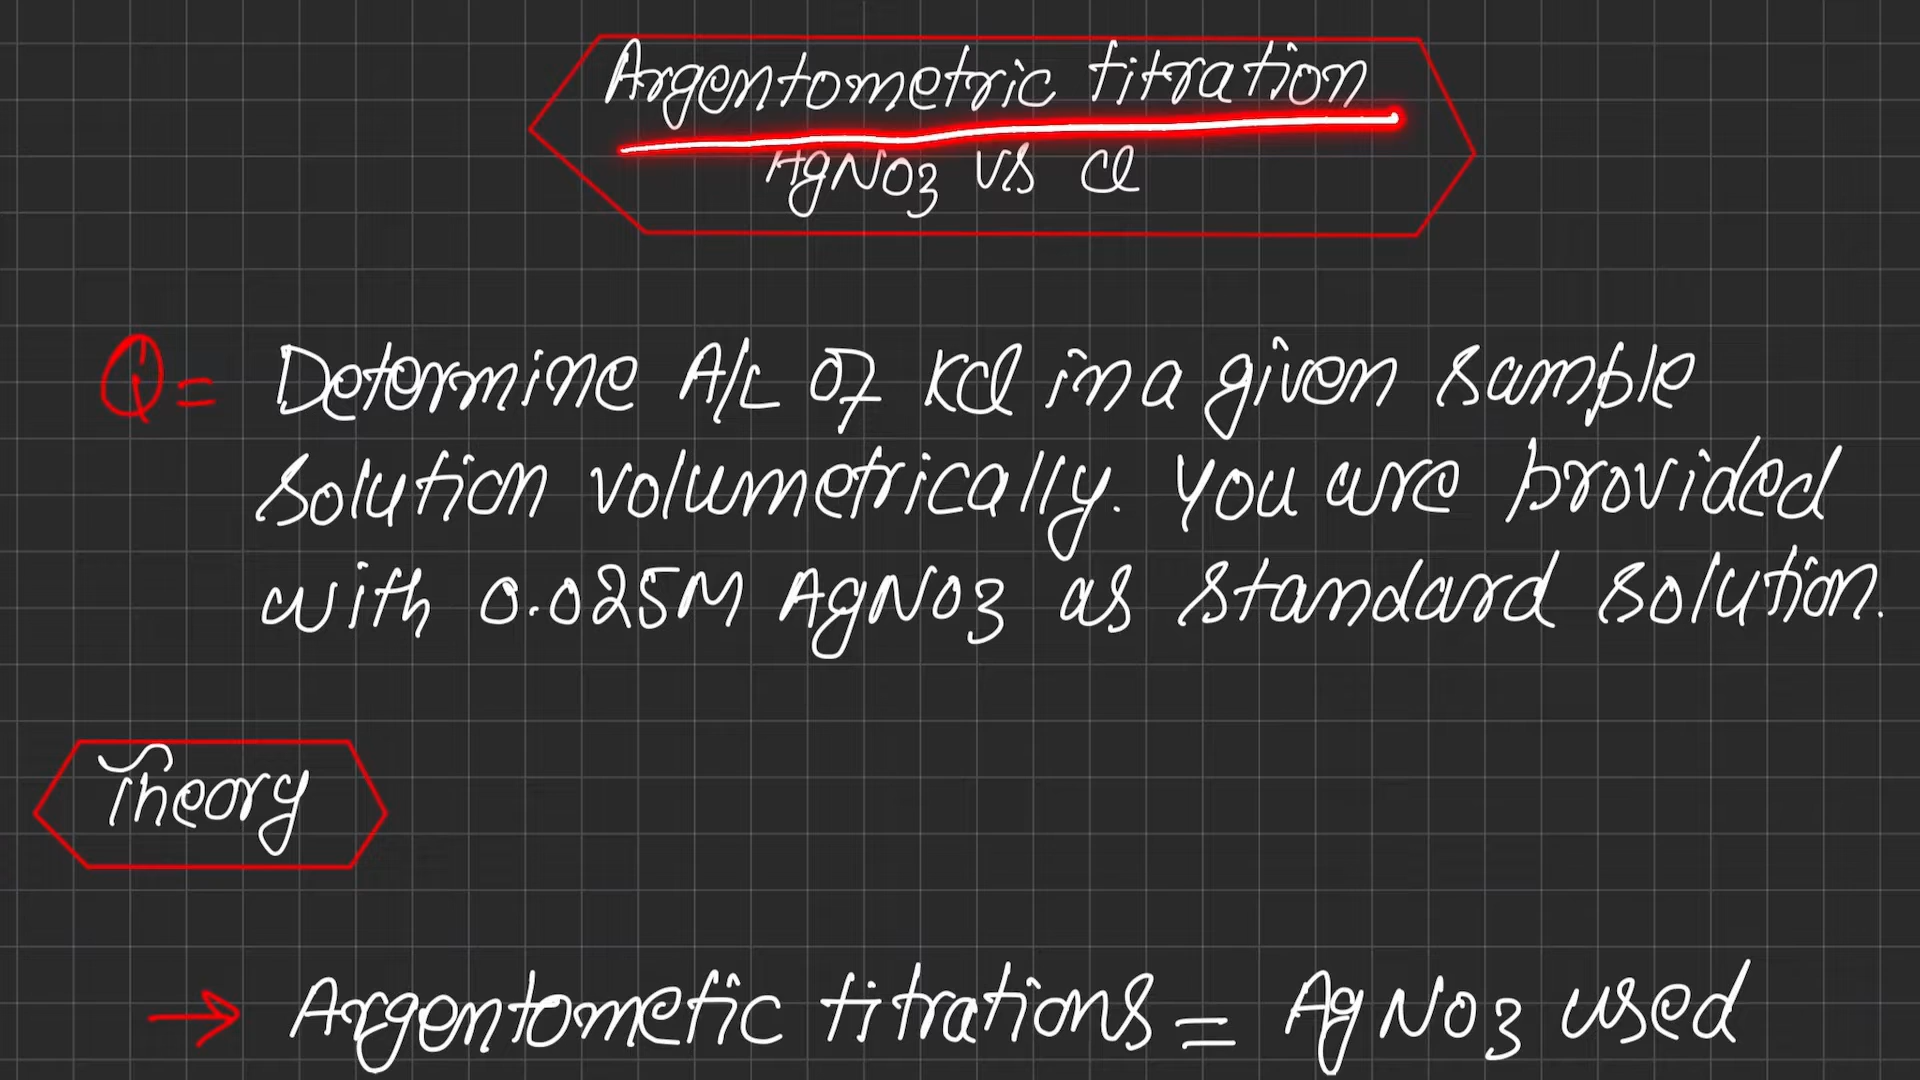 Argentometric titration
AgNO3 vs Cl
Q= Determine A/L of KCl in a given sample
solution volumetrically. You are provided
with 0.025M AgNO3 as standard solution.
Theory
→ Argentometic titrations = AgNO3 used